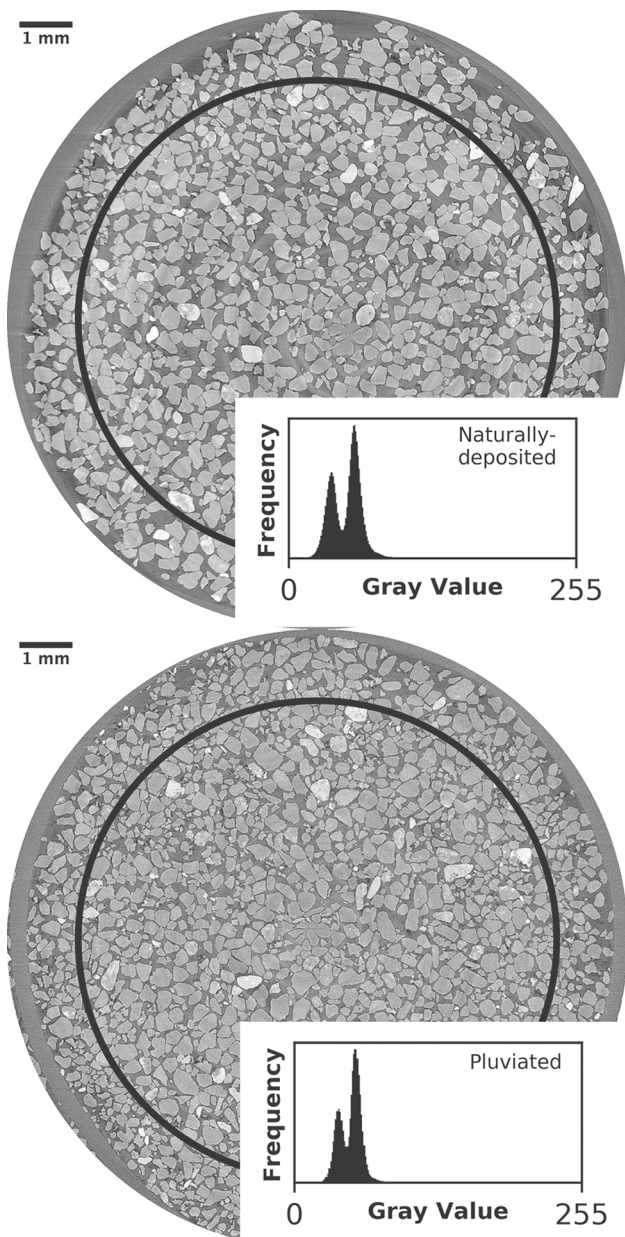 1 mm
Naturally-
deposited
Frequency
0
255
Gray Value
1 mm
Pluviated
Frequency
0
255
Gray Value